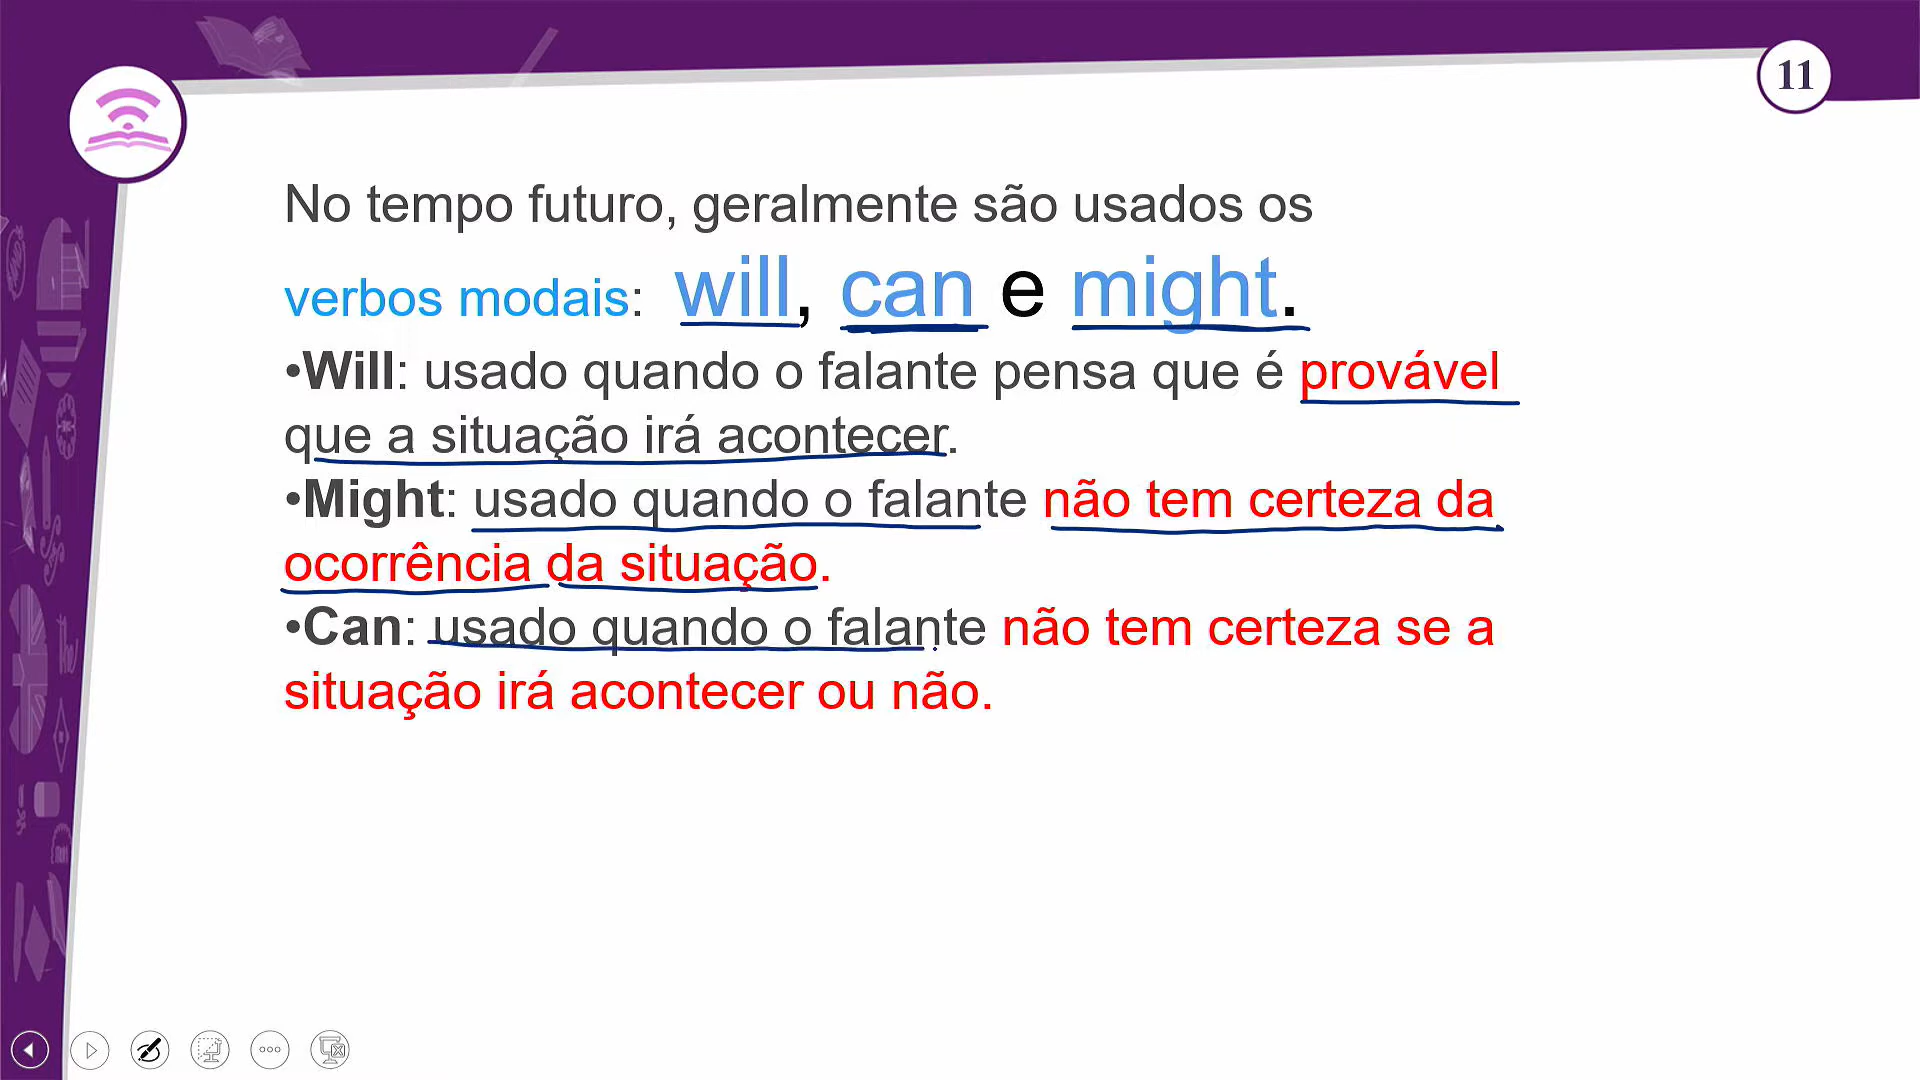 11
No tempo futuro, geralmente são usados os
verbos modais: will, can e might.
•Will: usado quando o falante pensa que é provável
que a situação irá acontecer.
•Might: usado quando o falante não tem certeza da
ocorrência da situação.
•Can: usado quando o falante não tem certeza se a
situação irá acontecer ou não.